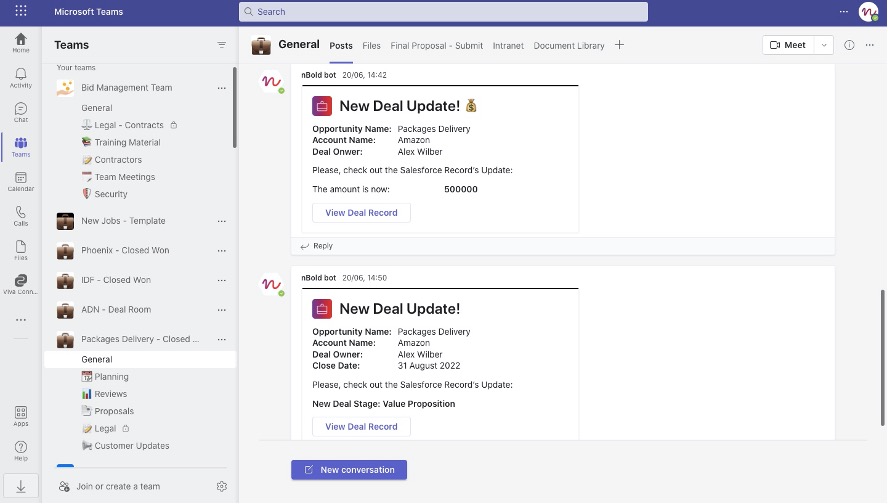 Microsoft Teams
Search
Home
Activity
Chat
Teams
Calendar
Calls
Files
Viva Conn...
Apps
Help
Teams
Your teams
Bid Management Team
General
Legal - Contracts
Training Material
Contractors
Team Meetings
Security
New Jobs - Template
Phoenix - Closed Won
IDF - Closed Won
ADN - Deal Room
Packages Delivery - Closed ...
General
Planning
Reviews
Proposals
Legal
Customer Updates
Join or create a team
General Posts Files Final Proposal - Submit Intranet Document Library
Meet
nBold bot 20/06, 14:42
New Deal Update!
Opportunity Name: Packages Delivery
Account Name: Amazon
Deal Onwer: Alex Wilber
Please, check out the Salesforce Record's Update:
The amount is now: 500000
View Deal Record
Reply
nBold bot 20/06, 14:50
New Deal Update!
Opportunity Name: Packages Delivery
Account Name: Amazon
Deal Owner: Alex Wilber
Close Date: 31 August 2022
Please, check out the Salesforce Record's Update:
New Deal Stage: Value Proposition
View Deal Record
New conversation